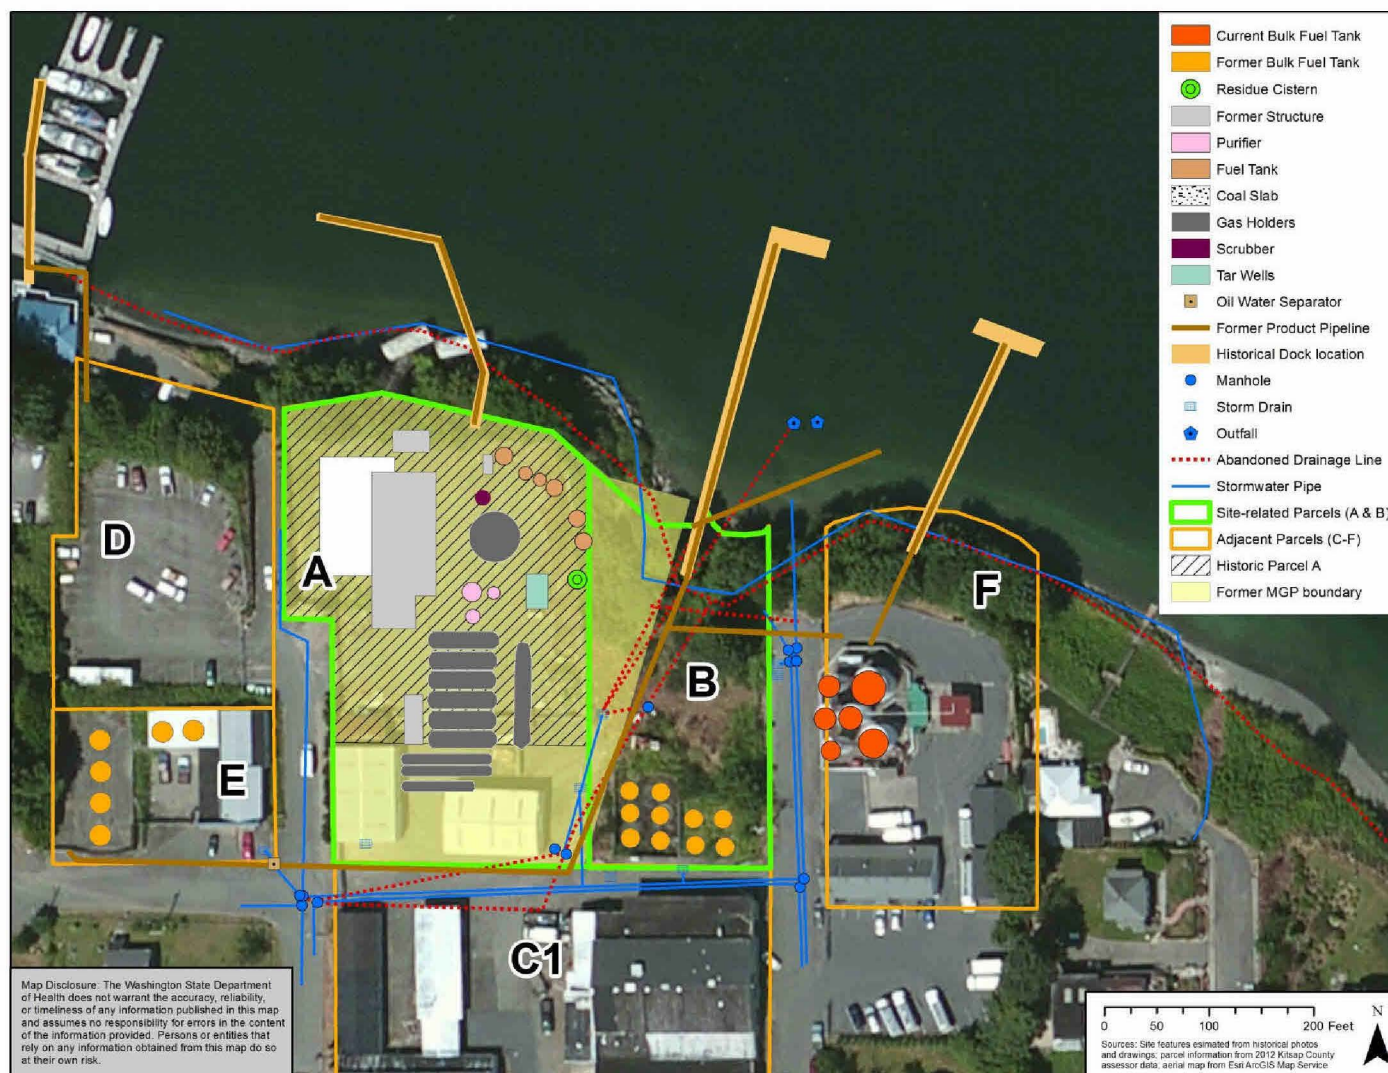 Current Bulk Fuel Tank
Former Bulk Fuel Tank
Residue Cistern
Former Structure
Purifier
Fuel Tank
Coal Slab
Gas Holders
Scrubber
Tar Wells
Oil Water Separator
Former Product Pipeline
Historical Dock location
Manhole
Storm Drain
Outfall
Abandoned Drainage Line
Stormwater Pipe
Site-related Parcels (A & B)
Adjacent Parcels (C-F)
Historic Parcel A
Former MGP boundary
D
A
F
B
E
C1
Map Disclosure: The Washington State Department
of Health does not warrant the accuracy, reliability,
or timeliness of any information published in this map
and assumes no responsibility for errors in the content
of the information provided. Persons or entities that
rely on any information obtained from this map do so
at their own risk.
0 50 100 200 Feet
N
Sources: Site features esimated from historical photos
and drawings; parcel information from 2012 Kitsap County
assessor data; aerial map from Esri ArcGIS Map Service